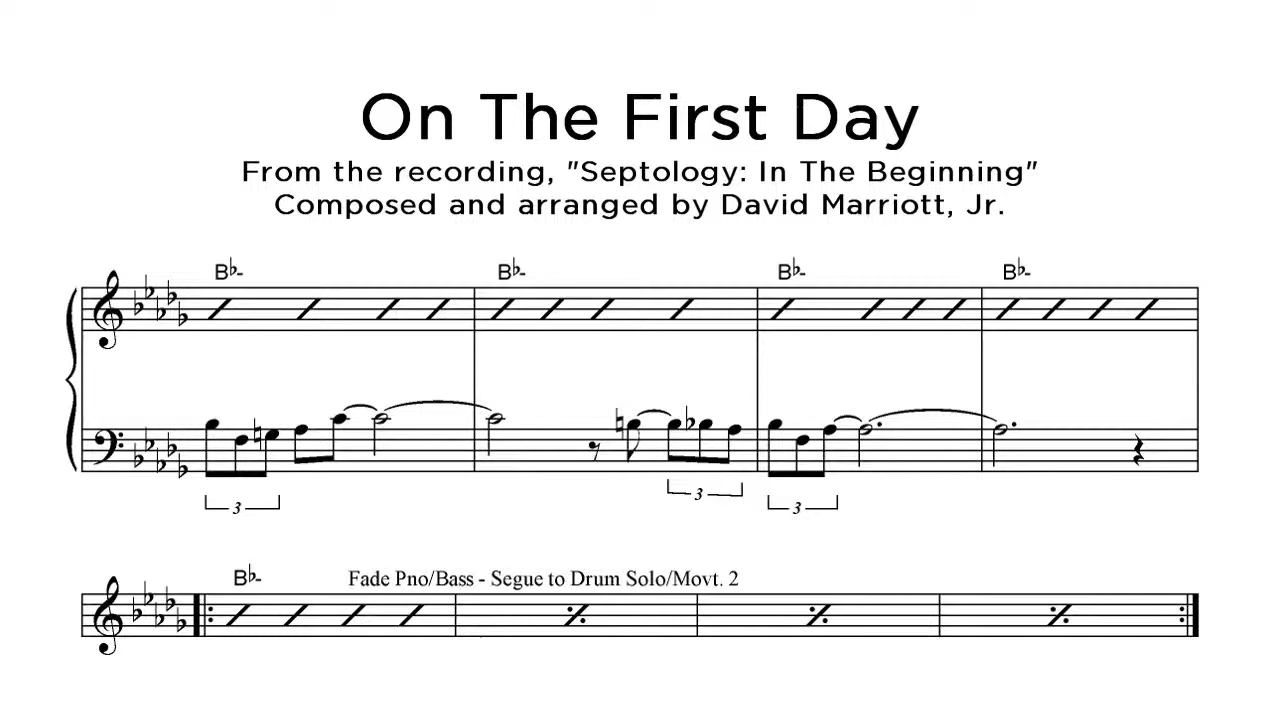 On The First Day
From the recording, "Septology: In The Beginning"
Composed and arranged by David Marriott, Jr.
B♭- B♭- B♭- B♭-
3 3 3
B♭- Fade Pno/Bass - Segue to Drum Solo/Movt. 2